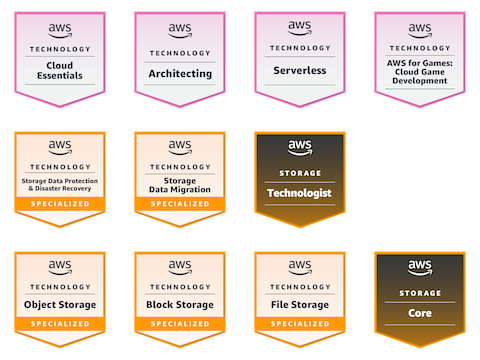 aws
TECHNOLOGY
Cloud
Essentials
aws
TECHNOLOGY
Architecting
aws
TECHNOLOGY
Serverless
aws
TECHNOLOGY
AWS for Games:
Cloud Game
Development
aws
TECHNOLOGY
Storage Data Protection
& Disaster Recovery
SPECIALIZED
aws
TECHNOLOGY
Storage
Data Migration
SPECIALIZED
aws
STORAGE
Technologist
aws
TECHNOLOGY
Object Storage
SPECIALIZED
aws
TECHNOLOGY
Block Storage
SPECIALIZED
aws
TECHNOLOGY
File Storage
SPECIALIZED
aws
STORAGE
Core